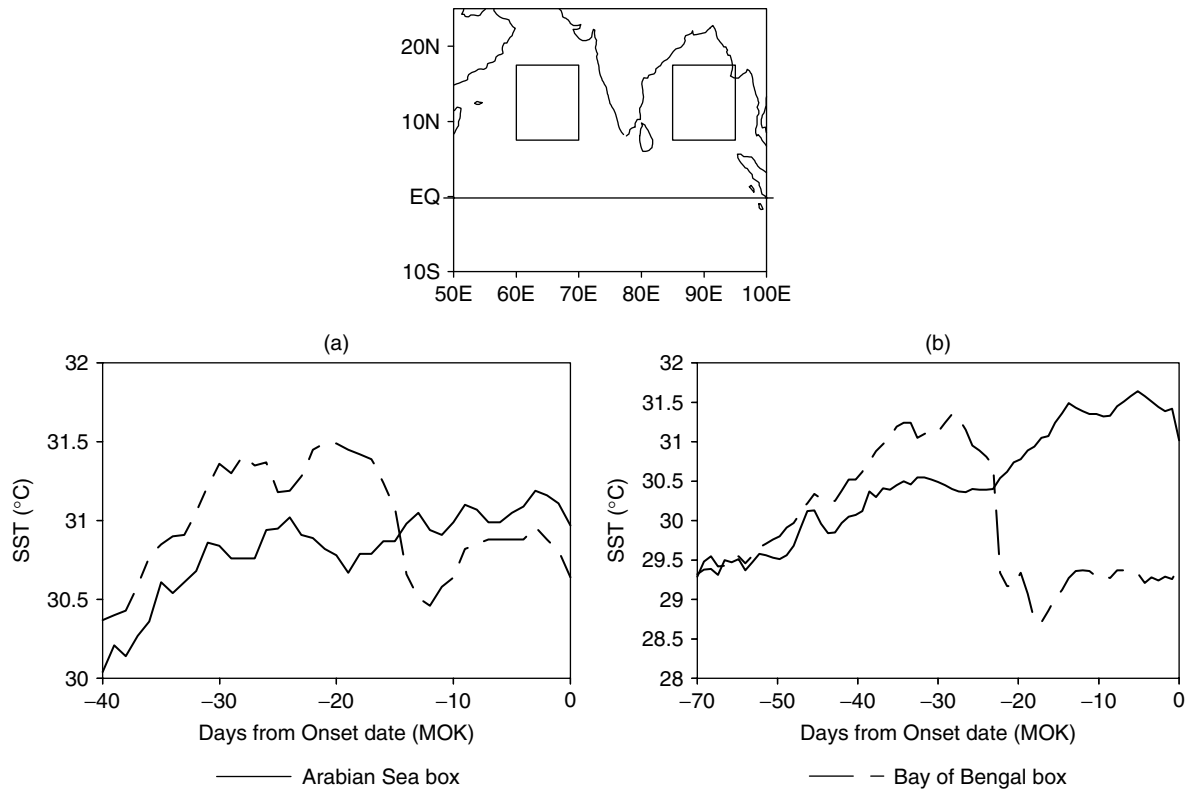 20N
10N
EQ
10S
50E 60E 70E 80E 90E 100E
(a)
32
31.5
31
30.5
30
SST (°C)
−40 −30 −20 −10 0
Days from Onset date (MOK)
(b)
32
31.5
31
30.5
30
29.5
29
28.5
28
SST (°C)
−70 −60 −50 −40 −30 −20 −10 0
Days from Onset date (MOK)
Arabian Sea box
Bay of Bengal box